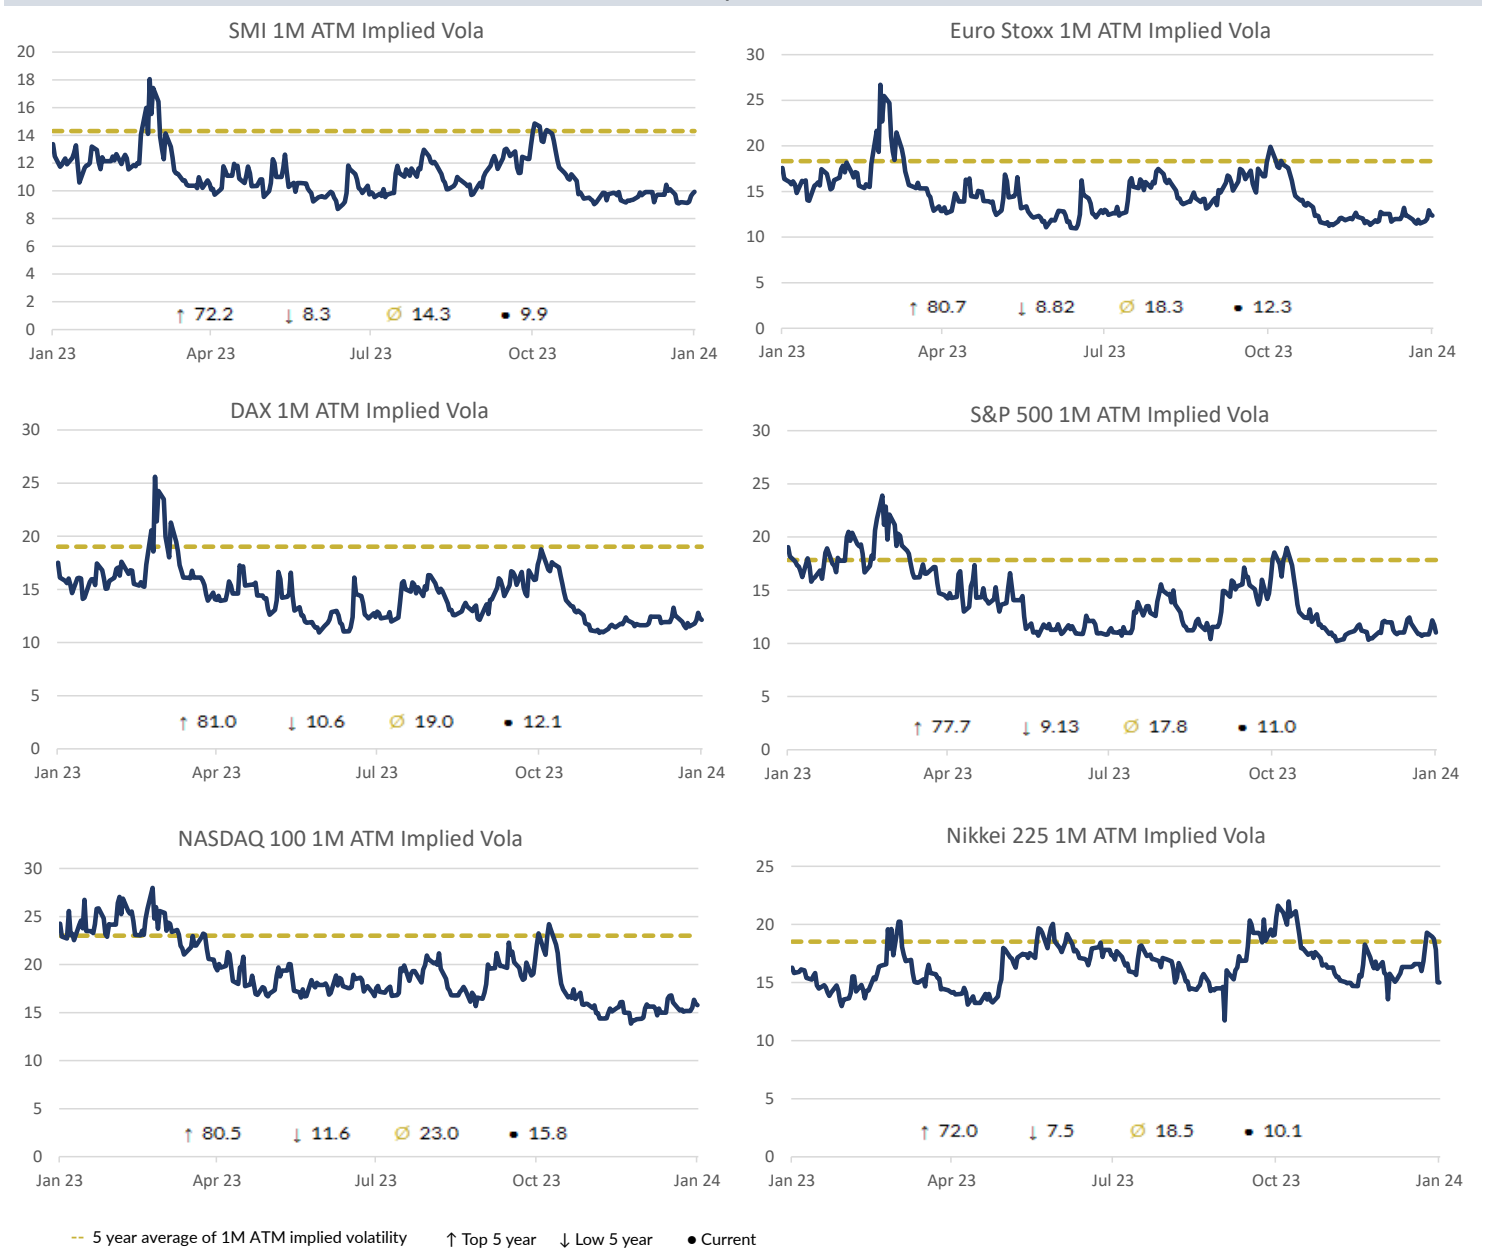 SMI 1M ATM Implied Vola
20
18
16
14
12
10
8
6
4
2
0
↑ 72.2 ↓ 8.3 Ø 14.3 ● 9.9
Jan 23 Apr 23 Jul 23 Oct 23 Jan 24
Euro Stoxx 1M ATM Implied Vola
30
25
20
15
10
5
0
↑ 80.7 ↓ 8.82 Ø 18.3 ● 12.3
Jan 23 Apr 23 Jul 23 Oct 23 Jan 24
DAX 1M ATM Implied Vola
30
25
20
15
10
5
0
↑ 81.0 ↓ 10.6 Ø 19.0 ● 12.1
Jan 23 Apr 23 Jul 23 Oct 23 Jan 24
S&P 500 1M ATM Implied Vola
30
25
20
15
10
5
0
↑ 77.7 ↓ 9.13 Ø 17.8 ● 11.0
Jan 23 Apr 23 Jul 23 Oct 23 Jan 24
NASDAQ 100 1M ATM Implied Vola
30
25
20
15
10
5
0
↑ 80.5 ↓ 11.6 Ø 23.0 ● 15.8
Jan 23 Apr 23 Jul 23 Oct 23 Jan 24
Nikkei 225 1M ATM Implied Vola
25
20
15
10
5
0
↑ 72.0 ↓ 7.5 Ø 18.5 ● 10.1
Jan 23 Apr 23 Jul 23 Oct 23 Jan 24
-- 5 year average of 1M ATM implied volatility ↑ Top 5 year ↓ Low 5 year ● Current